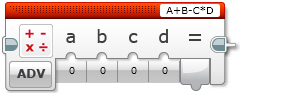 A+B-C*D
+ -
× ÷
a b c d =
ADV 0 0 0 0